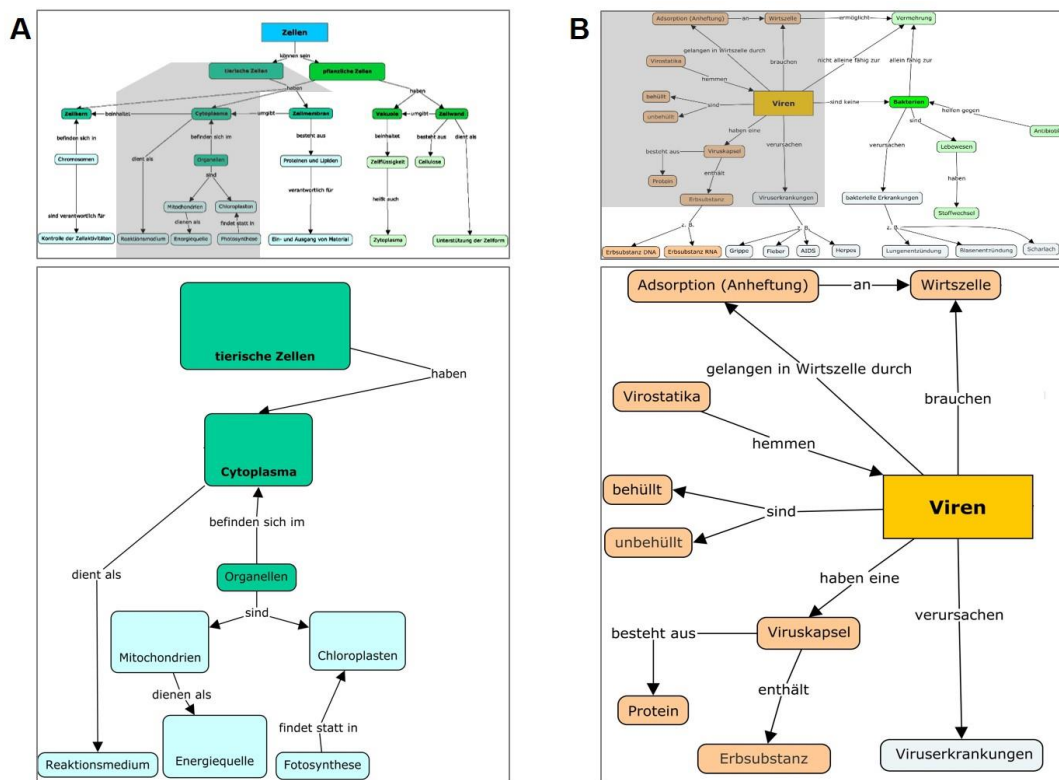 A
Zellen
können sein
tierische Zellen
pflanzliche Zellen
haben
haben
Zellkern
beinhaltet
Cytoplasma
umgibt
Zellmembran
Vakuole
umgibt
Zellwand
befinden sich in
befinden sich im
besteht aus
beinhaltet
besteht aus
dient als
Chromosomen
dient als
Organellen
Proteinen und Lipiden
Zellflüssigkeit
Cellulose
sind
verantwortlich für
heißt auch
Mitochondrien
Chloroplasten
sind verantwortlich für
dienen als
findet statt in
Kontrolle der Zellaktivitäten
Reaktionsmedium
Energiequelle
Photosynthese
Ein- und Ausgang von Material
Zytoplasma
Unterstützung der Zellform
B
Adsorption (Anheftung)
an
Wirtszelle
ermöglicht
Vermehrung
gelangen in Wirtszelle durch
nicht alleine fähig zur
allein fähig zur
Virostatika
brauchen
hemmen
behüllt
unbehüllt
sind
Viren
sind keine
Bakterien
helfen gegen
Antibioti
haben eine
sind
besteht aus
Viruskapsel
verursachen
verursachen
Lebewesen
Protein
enthält
haben
Erbsubstanz
Viruserkrankungen
bakterielle Erkrankungen
Stoffwechsel
z. B.
z. B.
z. B.
Erbsubstanz DNA
Erbsubstanz RNA
Grippe
Fieber
AIDS
Herpes
Lungenentzündung
Blasenentzündung
Scharlach
tierische Zellen
haben
Cytoplasma
befinden sich im
dient als
Organellen
sind
Mitochondrien
Chloroplasten
dienen als
findet statt in
Reaktionsmedium
Energiequelle
Fotosynthese
Adsorption (Anheftung)
an
Wirtszelle
gelangen in Wirtszelle durch
brauchen
Virostatika
hemmen
behüllt
sind
Viren
unbehüllt
haben eine
verursachen
besteht aus
Viruskapsel
enthält
Protein
Erbsubstanz
Viruserkrankungen